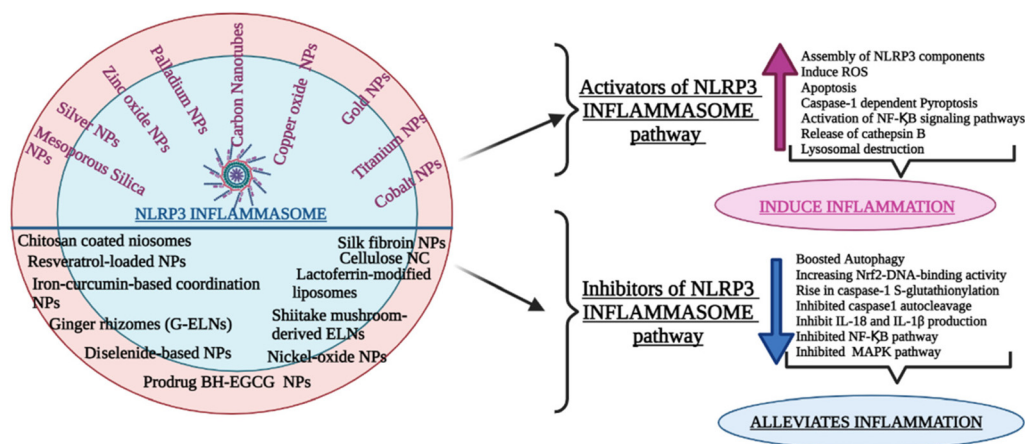 Mesoporous Silica
NPs
Silver NPs
Zinc oxide NPs
Palladium NPs
Carbon Nanotubes
Copper oxide NPs
Gold NPs
Titanium NPs
Cobalt NPs
NLRP3 INFLAMMASOME
Chitosan coated niosomes
Resveratrol-loaded NPs
Iron-curcumin-based coordination
NPs
Ginger rhizomes (G-ELNs)
Diselenide-based NPs
Prodrug BH-EGCG NPs
Silk fibroin NPs
Cellulose NC
Lactoferrin-modified
liposomes
Shiitake mushroom-
derived ELNs
Nickel-oxide NPs
Activators of NLRP3
INFLAMMASOME
pathway
Assembly of NLRP3 components
Induce ROS
Apoptosis
Caspase-1 dependent Pyroptosis
Activation of NF-ҚB signaling pathways
Release of cathepsin B
Lysosomal destruction
INDUCE INFLAMMATION
Inhibitors of NLRP3
INFLAMMASOME
pathway
Boosted Autophagy
Increasing Nrf2-DNA-binding activity
Rise in caspase-1 S-glutathionylation
Inhibited caspase1 autocleavage
Inhibit IL-18 and IL-1β production
Inhibited NF-ҚB pathway
Inhibited MAPK pathway
ALLEVIATES INFLAMMATION